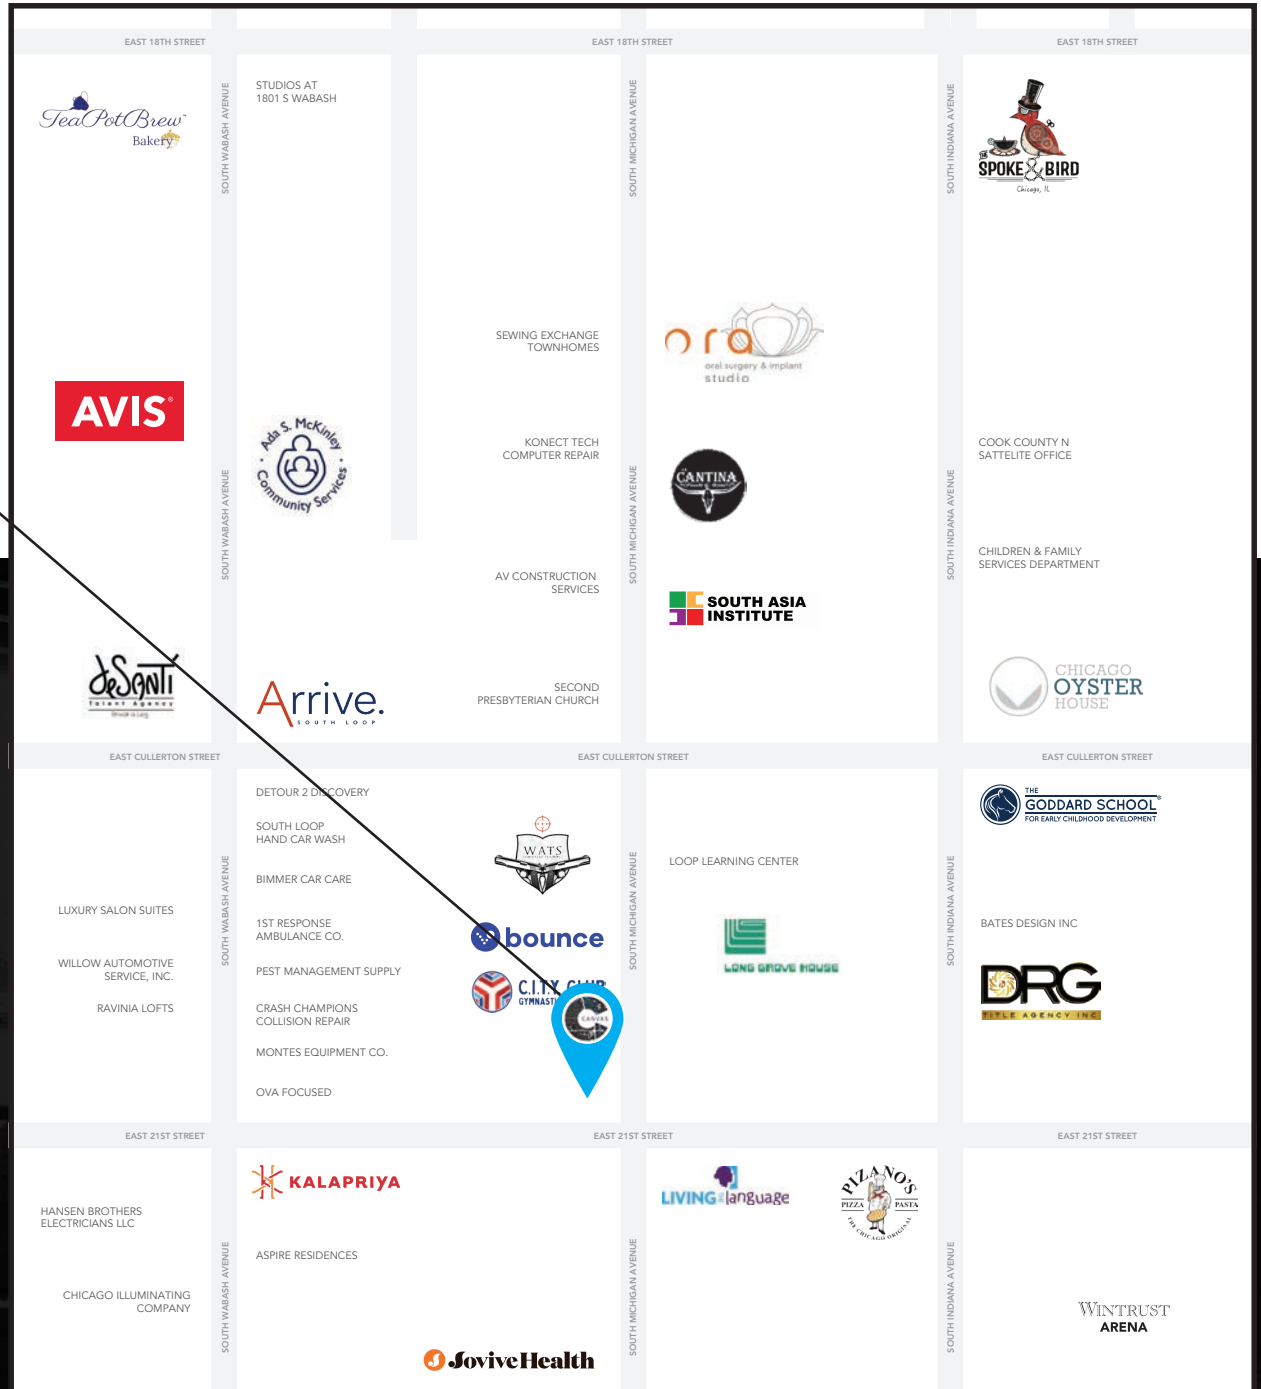 EAST 18TH STREET
EAST 18TH STREET
EAST 18TH STREET
TeaPotBrew
Bakery
SOUTH WABASH AVENUE
STUDIOS AT
1801 S WABASH
SOUTH MICHIGAN AVENUE
SOUTH INDIANA AVENUE
THE
SPOKE & BIRD
Chicago, IL
SEWING EXCHANGE
TOWNHOMES
ora
oral surgery & implant
studio
AVIS
Ada S. McKinley
Community Services
KONECT TECH
COMPUTER REPAIR
CANTINA
COOK COUNTY N
SATTELITE OFFICE
SOUTH WABASH AVENUE
SOUTH MICHIGAN AVENUE
SOUTH INDIANA AVENUE
AV CONSTRUCTION
SERVICES
SOUTH ASIA
INSTITUTE
CHILDREN & FAMILY
SERVICES DEPARTMENT
deSanti
Talent Agency
Break a Leg
Arrive.
SOUTH LOOP
SECOND
PRESBYTERIAN CHURCH
CHICAGO
OYSTER
HOUSE
EAST CULLERTON STREET
EAST CULLERTON STREET
EAST CULLERTON STREET
LUXURY SALON SUITES
WILLOW AUTOMOTIVE
SERVICE, INC.
RAVINIA LOFTS
SOUTH WABASH AVENUE
DETOUR 2 DISCOVERY
SOUTH LOOP
HAND CAR WASH
BIMMER CAR CARE
1ST RESPONSE
AMBULANCE CO.
PEST MANAGEMENT SUPPLY
CRASH CHAMPIONS
COLLISION REPAIR
MONTES EQUIPMENT CO.
OVA FOCUSED
WATS
bounce
C.I.T.Y. CLUB
CANVAS
SOUTH MICHIGAN AVENUE
LOOP LEARNING CENTER
LONG GROVE HOUSE
SOUTH INDIANA AVENUE
THE
GODDARD SCHOOL®
FOR EARLY CHILDHOOD DEVELOPMENT
BATES DESIGN INC
DRG
TITLE AGENCY INC
EAST 21ST STREET
EAST 21ST STREET
EAST 21ST STREET
HANSEN BROTHERS
ELECTRICIANS LLC
CHICAGO ILLUMINATING
COMPANY
SOUTH WABASH AVENUE
KALAPRIYA
ASPIRE RESIDENCES
JoviveHealth
SOUTH MICHIGAN AVENUE
LIVING language
PIZANO'S
PIZZA PASTA
THE CHICAGO ORIGINAL
SOUTH INDIANA AVENUE
WINTRUST
ARENA